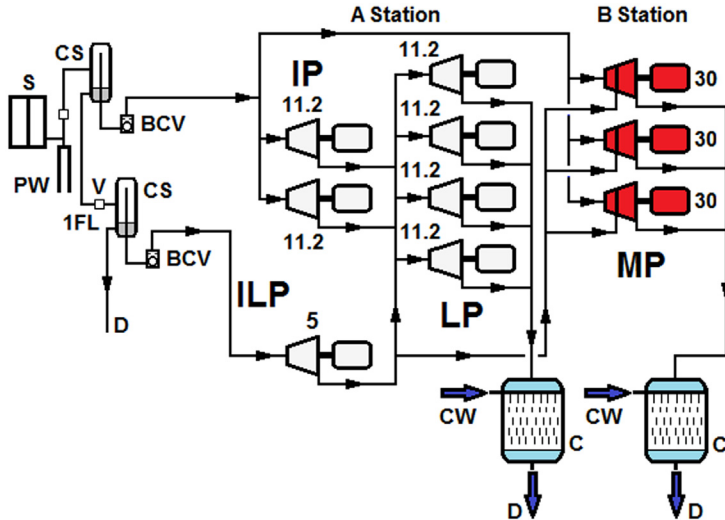 A Station
B Station
CS
11.2
S
IP
30
11.2
11.2
BCV
30
PW
V
CS
11.2
30
1FL
11.2
11.2
BCV
MP
ILP
LP
D
5
CW
C
CW
C
D
D